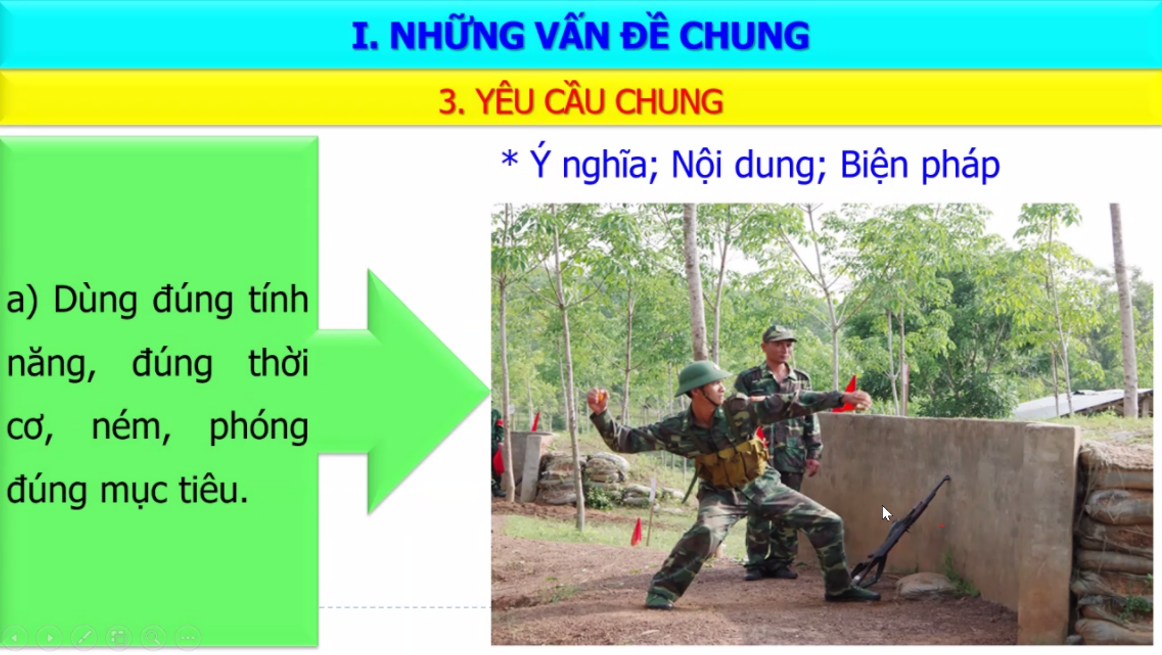 I. NHỮNG VẤN ĐỀ CHUNG
3. YÊU CẦU CHUNG
* Ý nghĩa; Nội dung; Biện pháp
a) Dùng đúng tính
năng, đúng thời
cơ, ném, phóng
đúng mục tiêu.